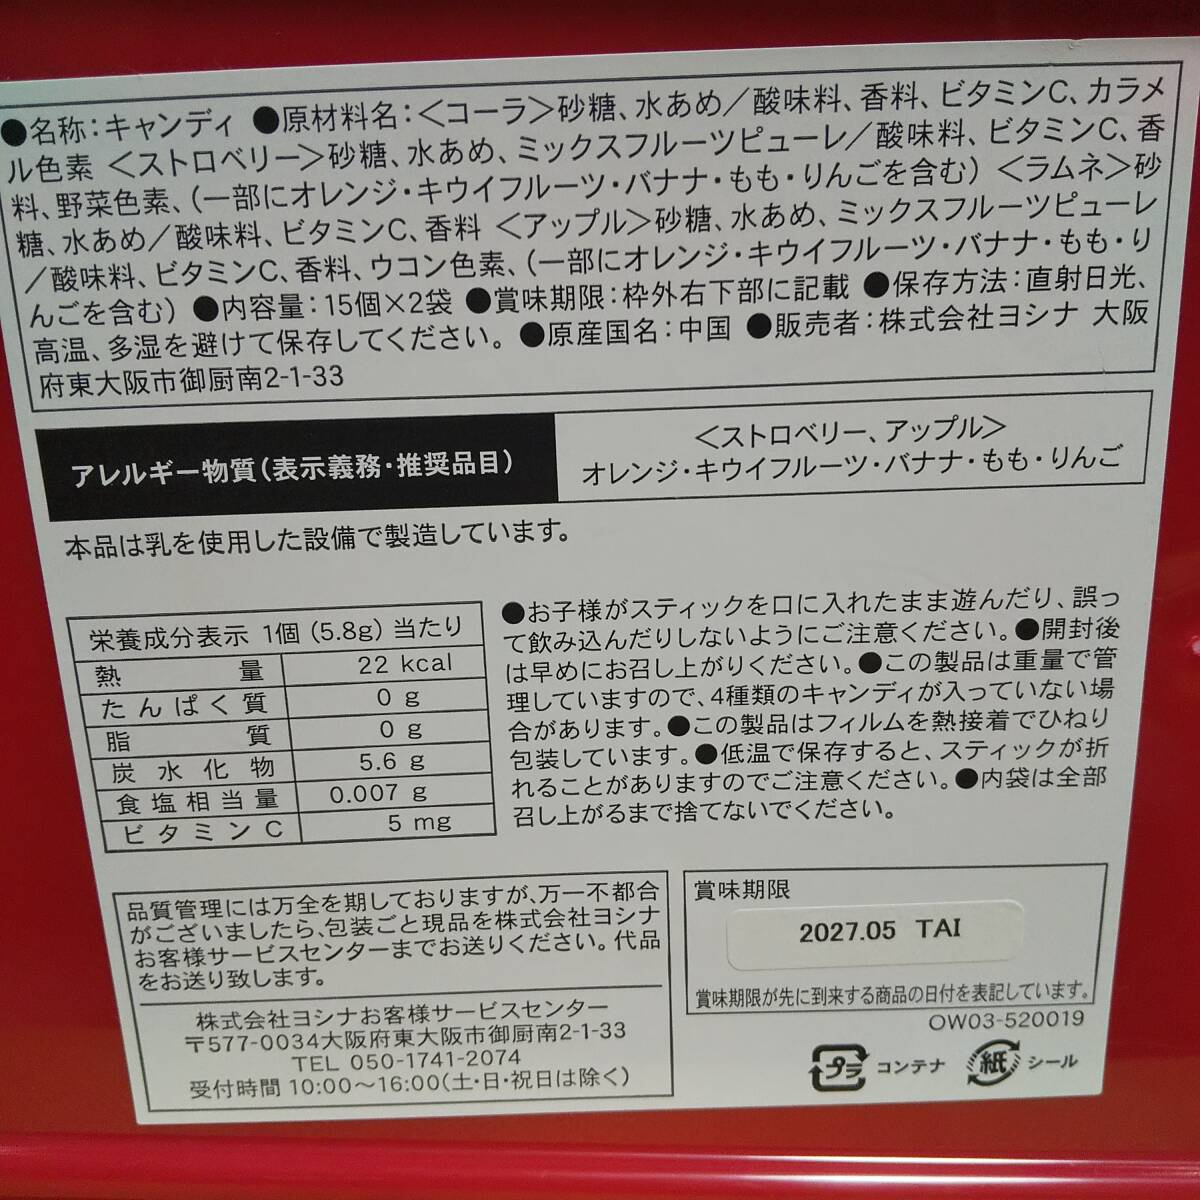 ●名称：キャンディ ●原材料名：＜コーラ＞砂糖、水あめ／酸味料、香料、ビタミンC、カラメ
ル色素 ＜ストロベリー＞砂糖、水あめ、ミックスフルーツピューレ／酸味料、ビタミンC、香
料、野菜色素、（一部にオレンジ・キウイフルーツ・バナナ・もも・りんごを含む）＜ラムネ＞砂
糖、水あめ／酸味料、ビタミンC、香料 ＜アップル＞砂糖、水あめ、ミックスフルーツピューレ
／酸味料、ビタミンC、香料、ウコン色素、（一部にオレンジ・キウイフルーツ・バナナ・もも・り
んごを含む）●内容量：15個×2袋 ●賞味期限：枠外右下部に記載 ●保存方法：直射日光、
高温、多湿を避けて保存してください。●原産国名：中国 ●販売者：株式会社ヨシナ 大阪
府東大阪市御厨南2-1-33
アレルギー物質（表示義務・推奨品目）
＜ストロベリー、アップル＞
オレンジ・キウイフルーツ・バナナ・もも・りんご
本品は乳を使用した設備で製造しています。
栄養成分表示 1個（5.8g）当たり
熱量 22 kcal
たんぱく質 0 g
脂質 0 g
炭水化物 5.6 g
食塩相当量 0.007 g
ビタミンC 5 mg
●お子様がスティックを口に入れたまま遊んだり、誤っ
て飲み込んだりしないようにご注意ください。●開封後
は早めにお召し上がりください。●この製品は重量で管
理していますので、4種類のキャンディが入っていない場
合があります。●この製品はフィルムを熱接着でひねり
包装しています。●低温で保存すると、スティックが折
れることがありますのでご注意ください。●内袋は全部
召し上がるまで捨てないでください。
品質管理には万全を期しておりますが、万一不都合
がございましたら、包装ごと現品を株式会社ヨシナ
お客様サービスセンターまでお送りください。代品
をお送り致します。
株式会社ヨシナお客様サービスセンター
〒577-0034大阪府東大阪市御厨南2-1-33
TEL 050-1741-2074
受付時間 10:00～16:00（土・日・祝日は除く）
賞味期限
2027.05 TAI
賞味期限が先に到来する商品の日付を表記しています。
OW03-520019
プラ コンテナ 紙 シール